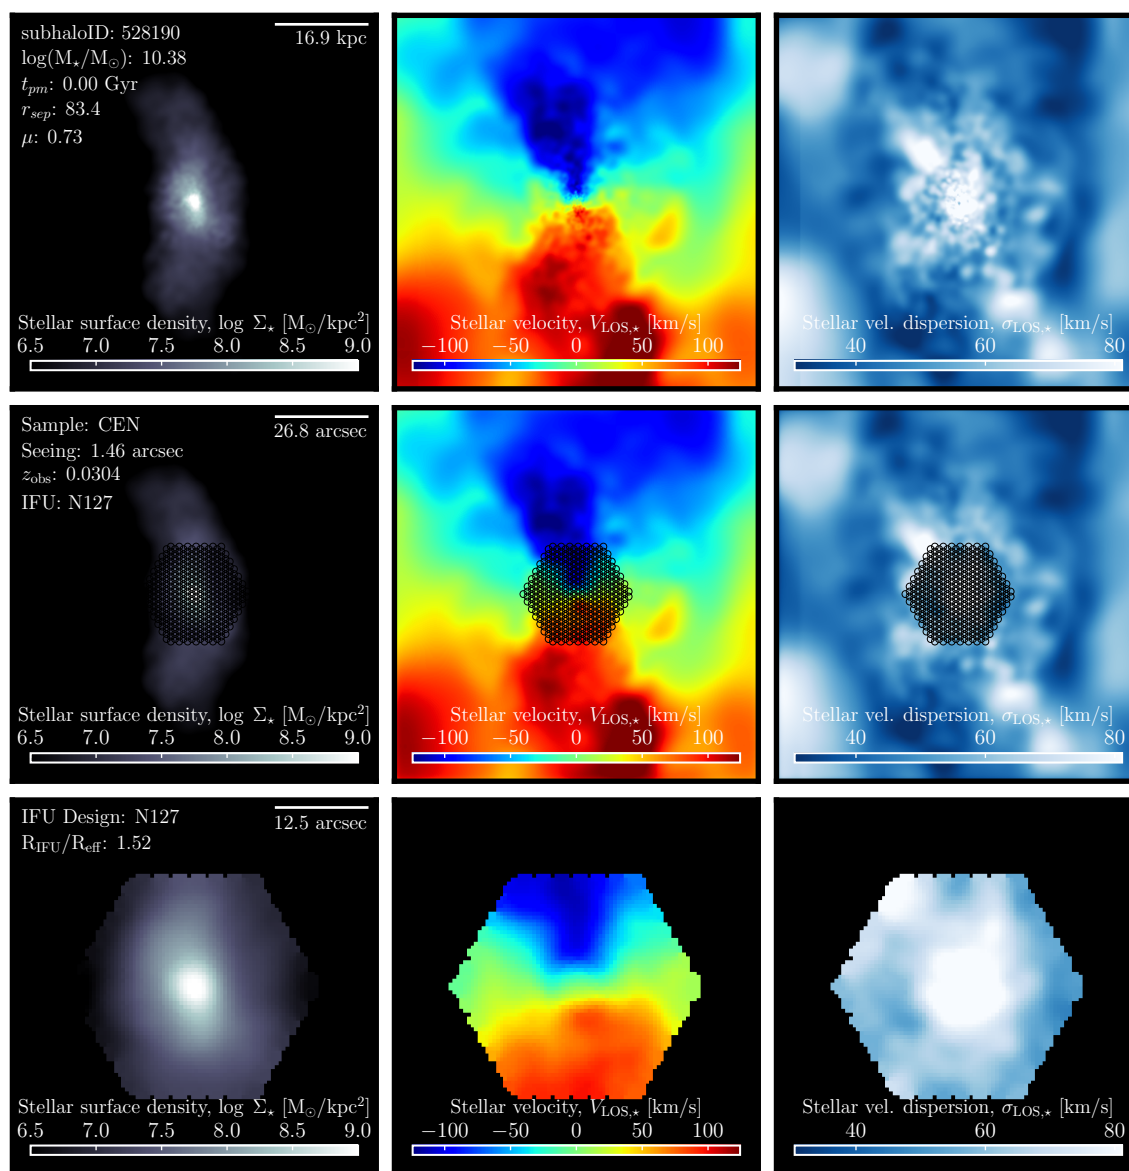 subhaloID: 528190
log(M⋆/M⊙): 10.38
t_pm: 0.00 Gyr
r_sep: 83.4
μ: 0.73
16.9 kpc
Stellar surface density, log Σ⋆ [M⊙/kpc²]
6.5 7.0 7.5 8.0 8.5 9.0
Stellar velocity, V_LOS,⋆ [km/s]
−100 −50 0 50 100
Stellar vel. dispersion, σ_LOS,⋆ [km/s]
40 60 80
Sample: CEN
Seeing: 1.46 arcsec
z_obs: 0.0304
IFU: N127
26.8 arcsec
Stellar surface density, log Σ⋆ [M⊙/kpc²]
6.5 7.0 7.5 8.0 8.5 9.0
Stellar velocity, V_LOS,⋆ [km/s]
−100 −50 0 50 100
Stellar vel. dispersion, σ_LOS,⋆ [km/s]
40 60 80
IFU Design: N127
R_IFU/R_eff: 1.52
12.5 arcsec
Stellar surface density, log Σ⋆ [M⊙/kpc²]
6.5 7.0 7.5 8.0 8.5 9.0
Stellar velocity, V_LOS,⋆ [km/s]
−100 −50 0 50 100
Stellar vel. dispersion, σ_LOS,⋆ [km/s]
40 60 80